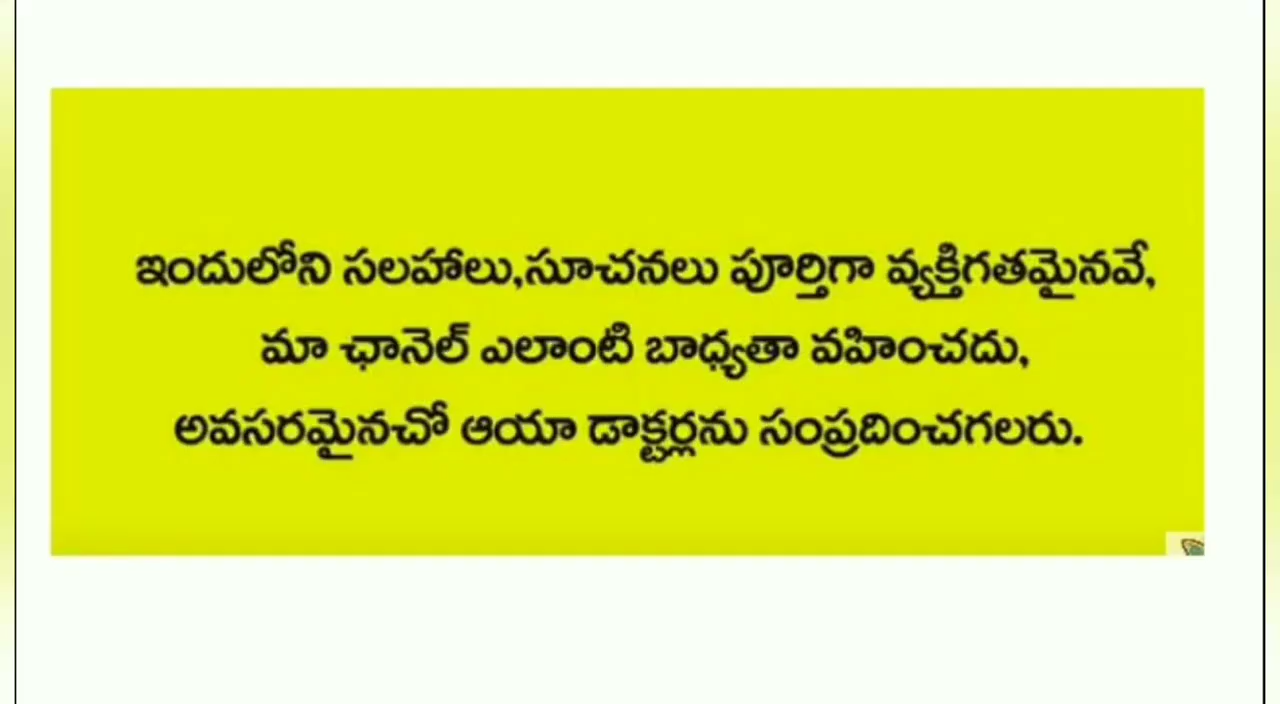 ఇందులోని సలహాలు,సూచనలు పూర్తిగా వ్యక్తిగతమైనవే,
మా ఛానెల్ ఎలాంటి బాధ్యతా వహించదు,
అవసరమైనచో ఆయా డాక్టర్లను సంప్రదించగలరు.